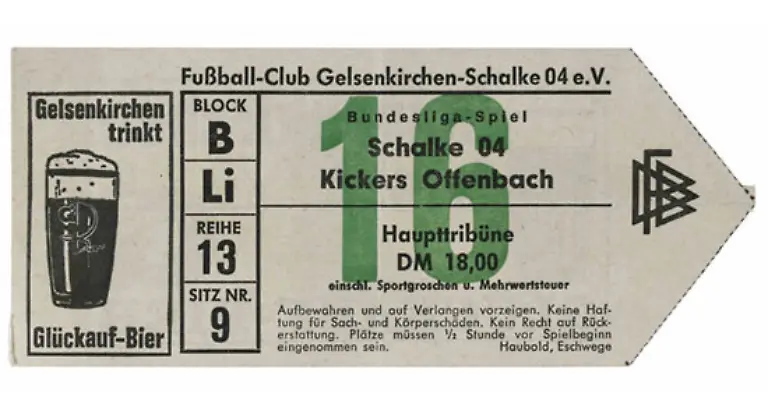 Fußball-Club Gelsenkirchen-Schalke 04 e.V.
Gelsenkirchen
trinkt
Glückauf-Bier
BLOCK
B
Li
REIHE
13
SITZ NR.
9
16
Bundesliga-Spiel
Schalke 04
Kickers Offenbach
Haupttribüne
DM 18,00
einschl. Sportgroschen u. Mehrwertsteuer
Aufbewahren und auf Verlangen vorzeigen. Keine Haf-
tung für Sach- und Körperschäden. Kein Recht auf Rück-
erstattung. Plätze müssen ½ Stunde vor Spielbeginn
eingenommen sein. Haubold, Eschwege
DFB